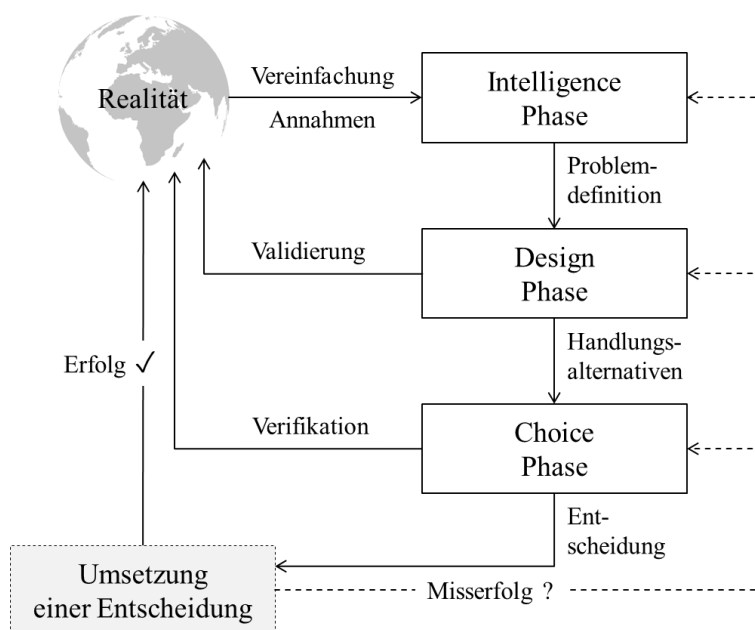 Realität
Vereinfachung
Annahmen
Intelligence
Phase
Problem-
definition
Validierung
Design
Phase
Handlungs-
alternativen
Erfolg ✓
Verifikation
Choice
Phase
Ent-
scheidung
Umsetzung
einer Entscheidung
Misserfolg ?